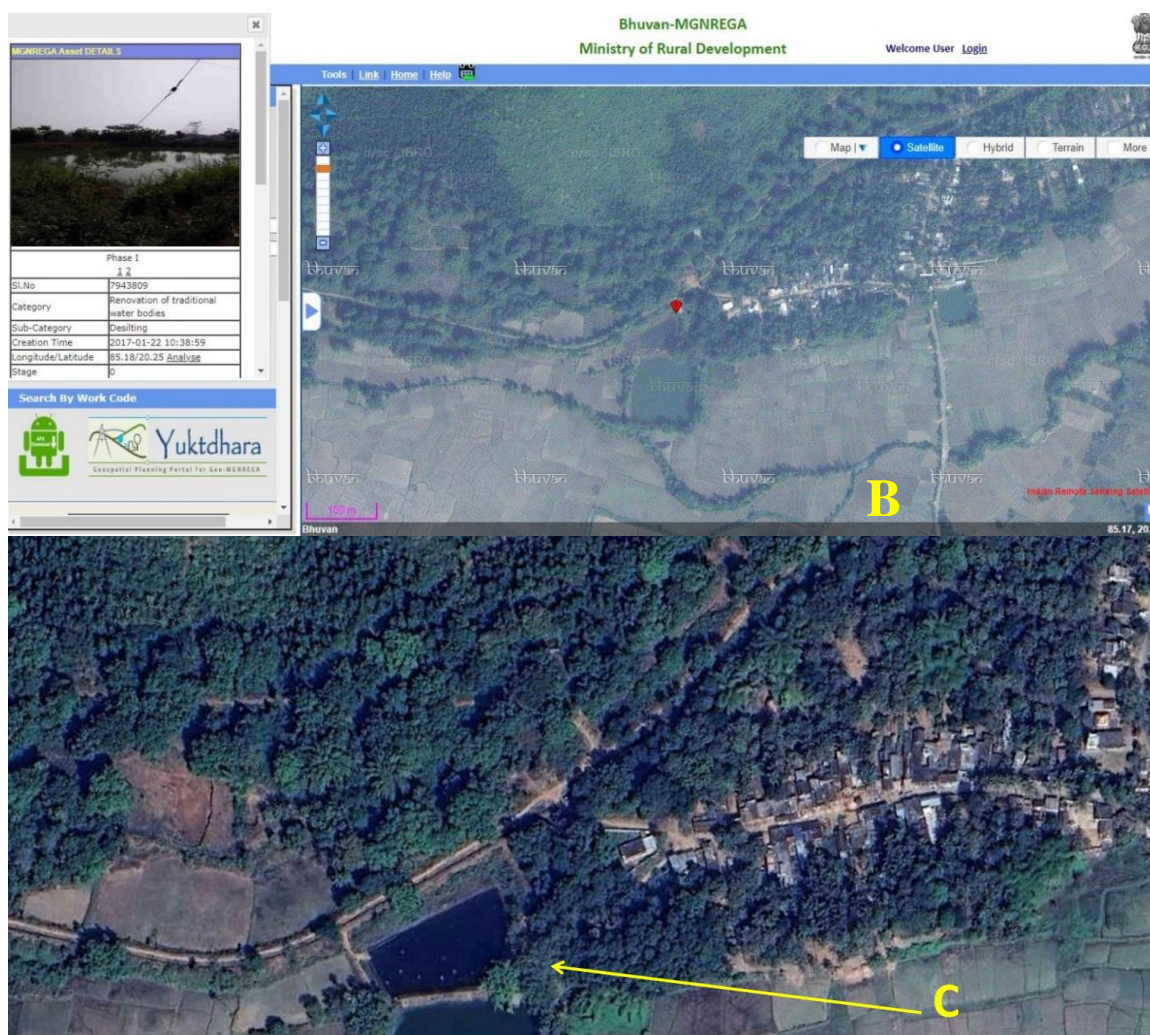 Bhuvan-MGNREGA
Ministry of Rural Development
Welcome User Login
Tools | Link | Home | Help
MGNREGA Asset DETAILS
Phase I
1 2
Sl.No 7943809
Category Renovation of traditional water bodies
Sub-Category Desilting
Creation Time 2017-01-22 10:38:59
Longitude/Latitude 85.18/20.25 Analyse
Stage 0
Search By Work Code
Yuktdhara
Geospatial Planning Portal for Geo-MGNREGA
Map | Satellite Hybrid Terrain More
bhuvan bhuvan bhuvan
bhuvan bhuvan
bhuvan bhuvan bhuvan bhuvan
B
Indian Remote Sensing Satell
100 m
Bhuvan
85.17, 20.
C